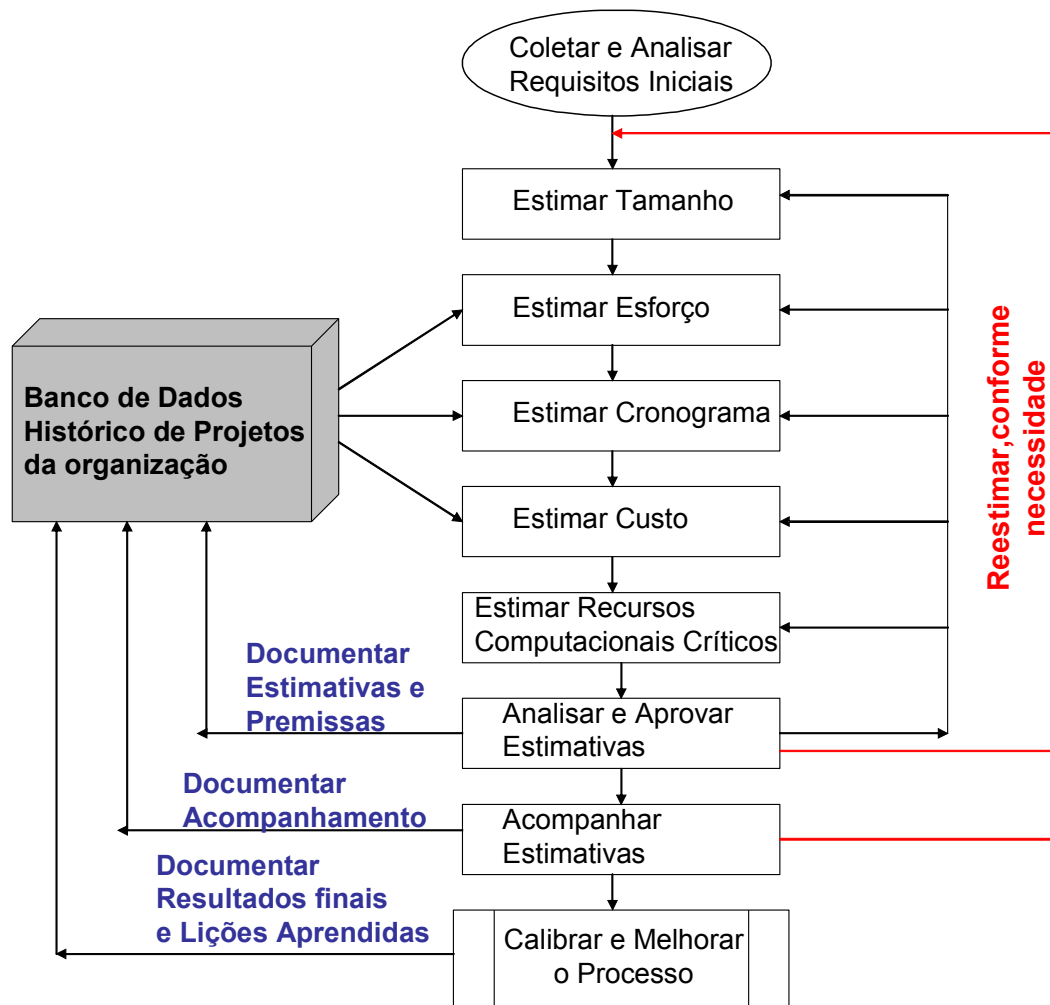 Coletar e Analisar
Requisitos Iniciais
Estimar Tamanho
Estimar Esforço
Estimar Cronograma
Estimar Custo
Estimar Recursos
Computacionais Críticos
Analisar e Aprovar
Estimativas
Acompanhar
Estimativas
Calibrar e Melhorar
o Processo
Banco de Dados
Histórico de Projetos
da organização
Documentar
Estimativas e
Premissas
Documentar
Acompanhamento
Documentar
Resultados finais
e Lições Aprendidas
Reestimar,conforme
necessidade